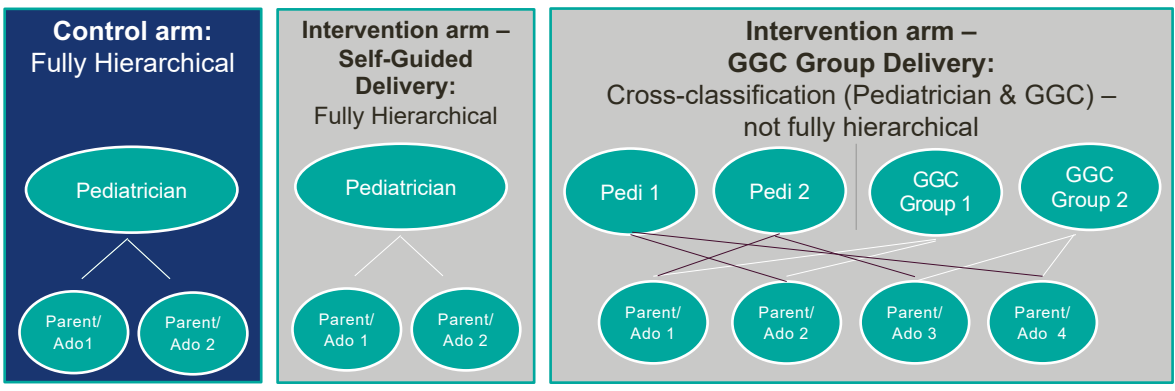 Control arm:
Fully Hierarchical
Pediatrician
Parent/
Ado1
Parent/
Ado 2
Intervention arm –
Self-Guided
Delivery:
Fully Hierarchical
Pediatrician
Parent/
Ado 1
Parent/
Ado 2
Intervention arm –
GGC Group Delivery:
Cross-classification (Pediatrician & GGC) –
not fully hierarchical
Pedi 1
Pedi 2
GGC
Group 1
GGC
Group 2
Parent/
Ado 1
Parent/
Ado 2
Parent/
Ado 3
Parent/
Ado 4